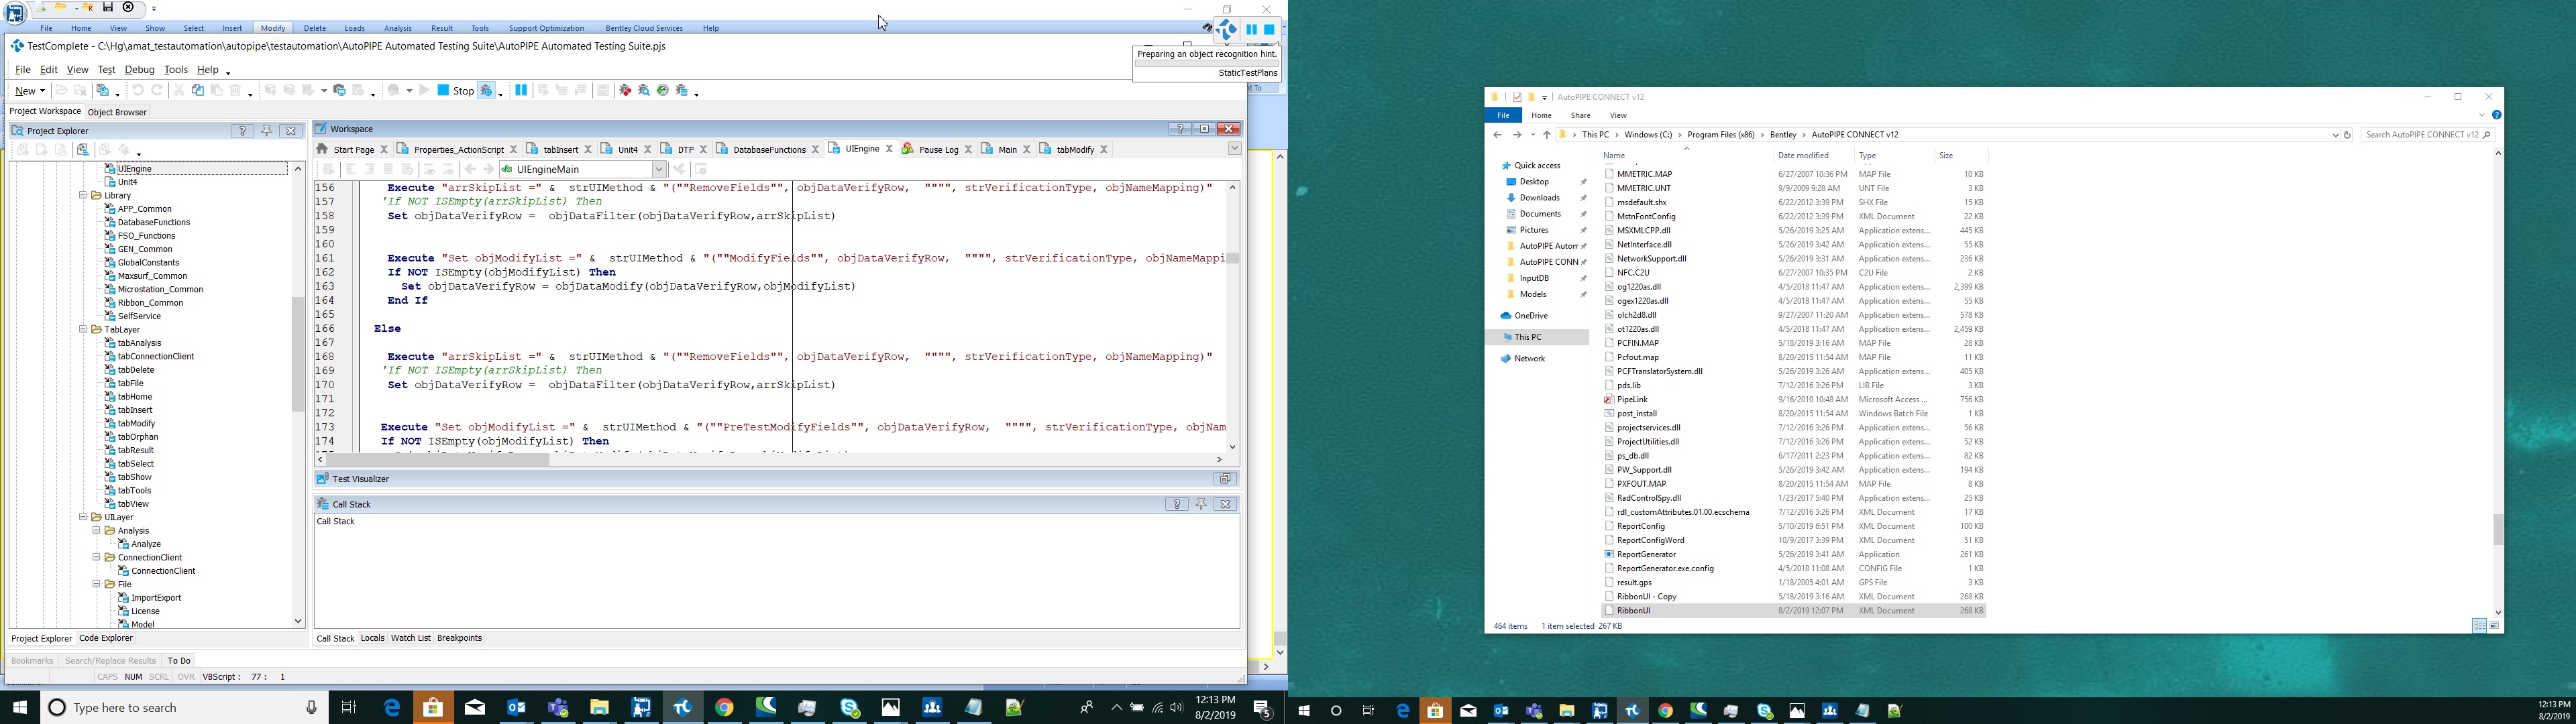 File Home View Show Select Insert Modify Delete Loads Analysis Result Tools Support Optimization Bentley Cloud Services Help
TestComplete - C:\Hg\amat_testautomation\autopipe\testautomation\AutoPIPE Automated Testing Suite\AutoPIPE Automated Testing Suite.pjs
Preparing an object recognition hint.
StaticTestPlans
File Edit View Test Debug Tools Help
New Stop
Project Workspace Object Browser
Project Explorer
UIEngine
Unit4
Library
APP_Common
DatabaseFunctions
FSO_Functions
GEN_Common
GlobalConstants
Maxsurf_Common
Microstation_Common
Ribbon_Common
SelfService
TabLayer
tabAnalysis
tabConnectionClient
tabDelete
tabFile
tabHome
tabInsert
tabModify
tabOrphan
tabResult
tabSelect
tabShow
tabTools
tabView
UILayer
Analysis
Analyze
ConnectionClient
ConnectionClient
File
ImportExport
License
Model
Project Explorer Code Explorer
Workspace
Start Page Properties_ActionScript tabInsert Unit4 DTP DatabaseFunctions UIEngine Pause Log Main tabModify
UIEngineMain
156 Execute "arrSkipList =" & strUIMethod & "(""RemoveFields"", objDataVerifyRow, """", strVerificationType, objNameMapping)"
157 'If NOT ISEmpty(arrSkipList) Then
158 Set objDataVerifyRow = objDataFilter(objDataVerifyRow,arrSkipList)
159
160
161 Execute "Set objModifyList =" & strUIMethod & "(""ModifyFields"", objDataVerifyRow, """", strVerificationType, objNameMappi
162 If NOT ISEmpty(objModifyList) Then
163 Set objDataVerifyRow = objDataModify(objDataVerifyRow,objModifyList)
164 End If
165
166 Else
167
168 Execute "arrSkipList =" & strUIMethod & "(""RemoveFields"", objDataVerifyRow, """", strVerificationType, objNameMapping)"
169 'If NOT ISEmpty(arrSkipList) Then
170 Set objDataVerifyRow = objDataFilter(objDataVerifyRow,arrSkipList)
171
172
173 Execute "Set objModifyList =" & strUIMethod & "(""PreTestModifyFields"", objDataVerifyRow, """", strVerificationType, objNam
174 If NOT ISEmpty(objModifyList) Then
Test Visualizer
Call Stack
Call Stack
Call Stack Locals Watch List Breakpoints
Bookmarks Search/Replace Results To Do
CAPS NUM SCRL OVR VBScript : 77 : 1
Type here to search
12:13 PM
8/2/2019
5
AutoPIPE CONNECT v12
File Home Share View
This PC > Windows (C:) > Program Files (x86) > Bentley > AutoPIPE CONNECT v12
Search AutoPIPE CONNECT v12
Quick access
Desktop
Downloads
Documents
Pictures
AutoPIPE Autom
AutoPIPE CONN
InputDB
Models
OneDrive
This PC
Network
Name Date modified Type Size
MMETRIC.MAP 6/27/2007 10:36 PM MAP File 10 KB
MMETRIC.UNT 9/9/2009 9:28 AM UNT File 3 KB
msdefault.shx 6/22/2012 3:39 PM SHX File 15 KB
MstnFontConfig 6/22/2012 3:39 PM XML Document 22 KB
MSXMLCPP.dll 5/26/2019 3:25 AM Application extens... 445 KB
NetInterface.dll 5/26/2019 3:42 AM Application extens... 55 KB
NetworkSupport.dll 5/26/2019 3:31 AM Application extens... 236 KB
NFC.C2U 6/27/2007 10:35 PM C2U File 2 KB
og1220as.dll 4/5/2018 11:47 AM Application extens... 2,399 KB
ogex1220as.dll 4/5/2018 11:47 AM Application extens... 55 KB
olch2d8.dll 9/27/2007 11:20 AM Application extens... 578 KB
ot1220as.dll 4/5/2018 11:47 AM Application extens... 2,459 KB
PCFIN.MAP 5/18/2019 3:16 AM MAP File 28 KB
Pcfout.map 8/20/2015 11:54 AM MAP File 11 KB
PCFTranslatorSystem.dll 5/26/2019 3:26 AM Application extens... 405 KB
pds.lib 7/12/2016 3:26 PM LIB File 3 KB
PipeLink 9/16/2010 10:48 AM Microsoft Access ... 756 KB
post_install 8/20/2015 11:54 AM Windows Batch File 1 KB
projectservices.dll 7/12/2016 3:26 PM Application extens... 56 KB
ProjectUtilities.dll 7/12/2016 3:26 PM Application extens... 52 KB
ps_db.dll 6/17/2011 2:23 PM Application extens... 82 KB
PW_Support.dll 5/26/2019 3:42 AM Application extens... 194 KB
PXFOUT.MAP 8/20/2015 11:54 AM MAP File 8 KB
RadControlSpy.dll 1/23/2017 5:40 PM Application extens... 25 KB
rdl_customAttributes.01.00.ecschema 7/12/2016 3:26 PM XML Document 17 KB
ReportConfig 5/10/2019 6:51 PM XML Document 100 KB
ReportConfigWord 10/9/2017 3:39 PM XML Document 51 KB
ReportGenerator 5/26/2019 3:41 AM Application 261 KB
ReportGenerator.exe.config 4/5/2018 11:08 AM CONFIG File 1 KB
result.gps 1/18/2005 4:01 AM GPS File 3 KB
RibbonUI - Copy 5/18/2019 3:16 AM XML Document 268 KB
RibbonUI 8/2/2019 12:07 PM XML Document 268 KB
464 items 1 item selected 267 KB
12:13 PM
8/2/2019